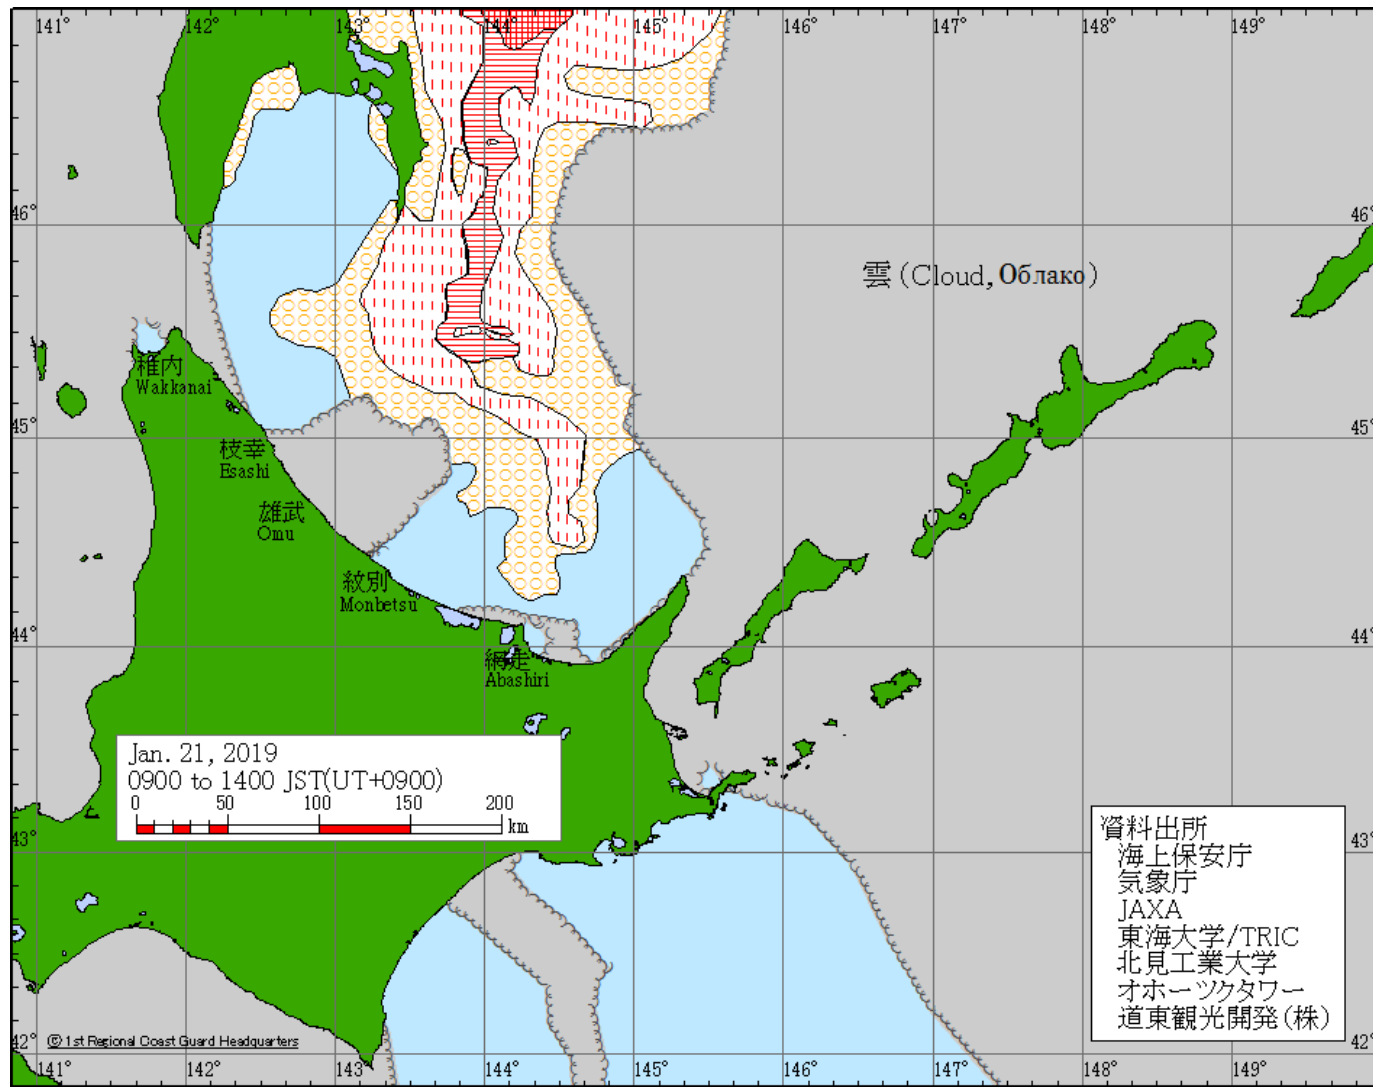 141° 142° 143° 144° 145° 146° 147° 148° 149°
46° 46°
雲 (Cloud, Облако)
稚内
Wakkanai
45° 45°
枝幸
Esashi
雄武
Omu
紋別
Monbetsu
44° 44°
網走
Abashiri
Jan. 21, 2019
0900 to 1400 JST(UT+0900)
0 50 100 150 200
km
43° 43°
資料出所
海上保安庁
気象庁
JAXA
東海大学/TRIC
北見工業大学
オホーツクタワー
道東観光開発(株)
42° 42°
© 1st Regional Coast Guard Headquarters
141° 142° 143° 144° 145° 146° 147° 148° 149°